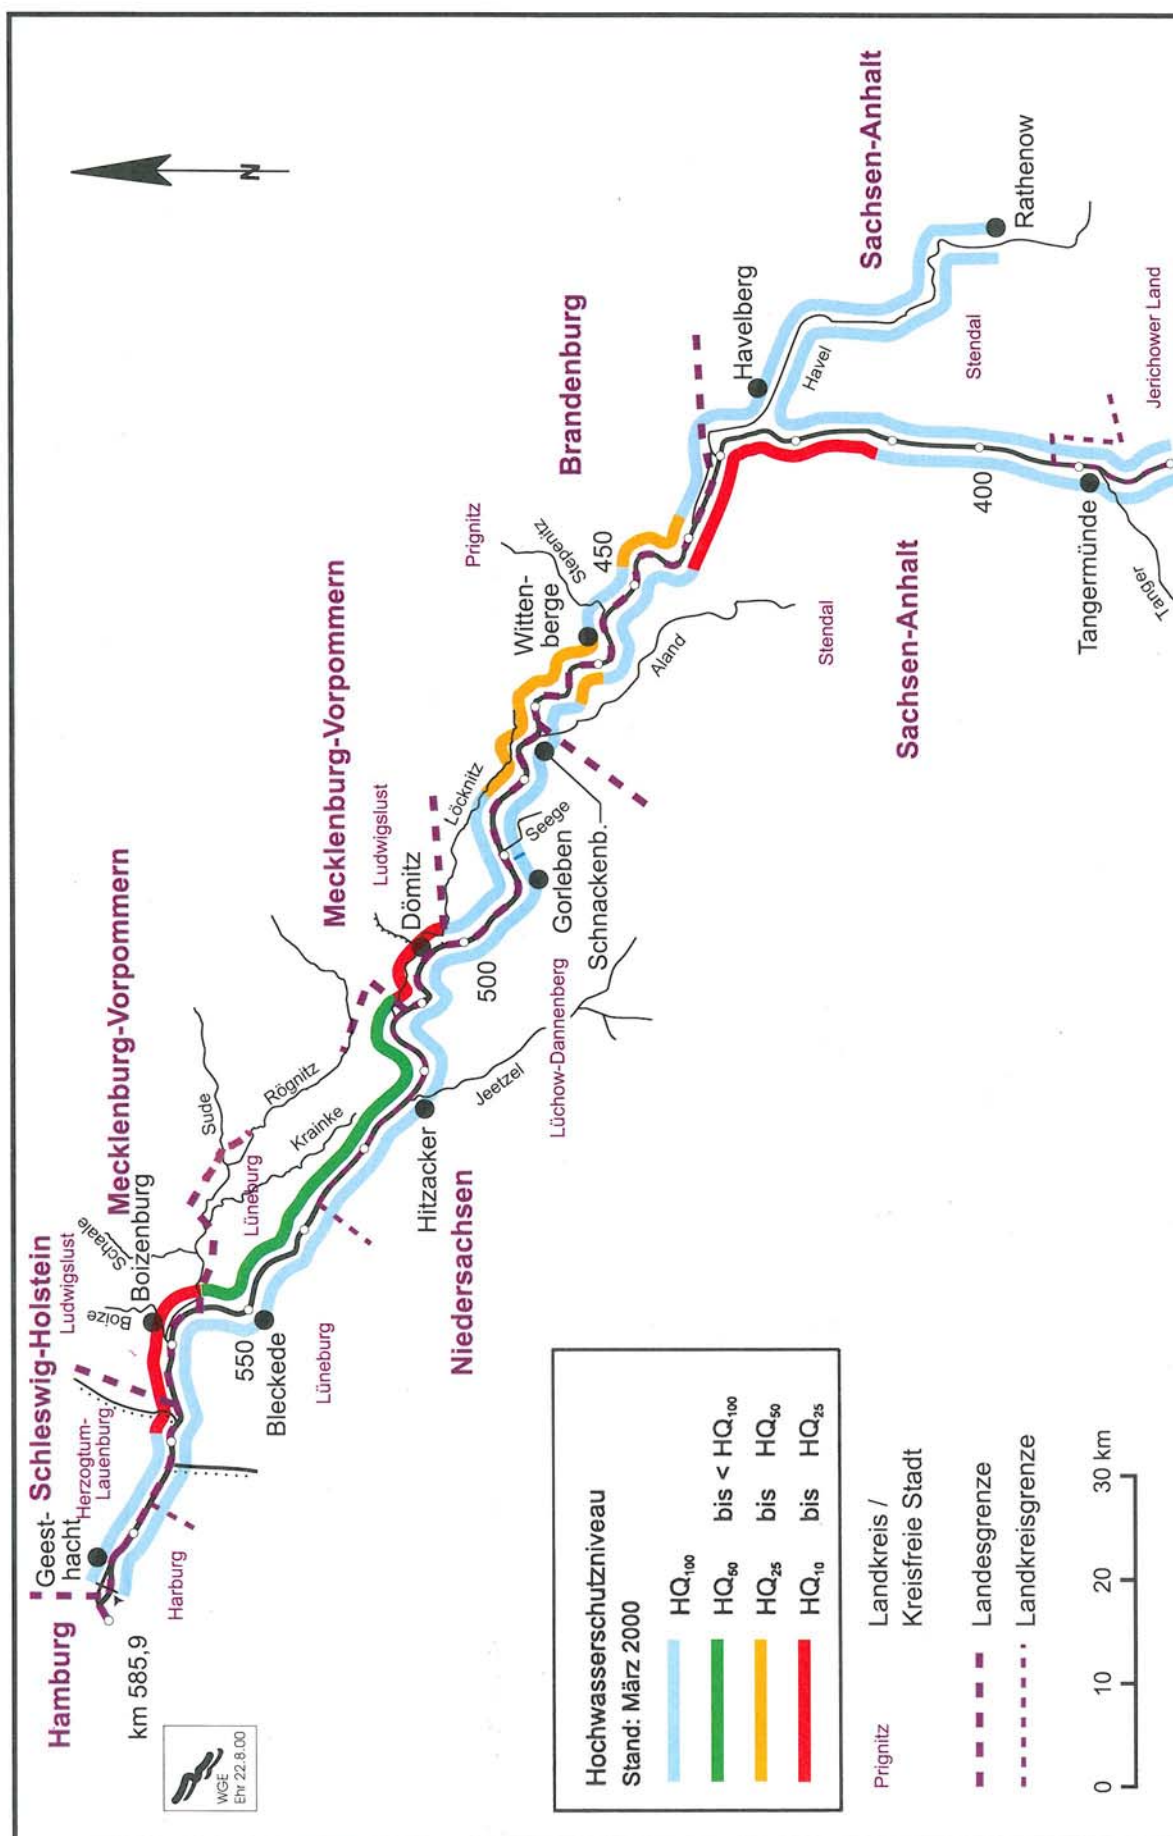 Hamburg
Schleswig-Holstein
Mecklenburg-Vorpommern
Mecklenburg-Vorpommern
Brandenburg
Sachsen-Anhalt
N
km 585,9
Geest-
hacht
Herzogtum-
Lauenburg
Ludwigslust
Boize
Boizenburg
Schaale
Sude
Rögnitz
Krainke
Lüneburg
Ludwigslust
Dömitz
Löcknitz
Prignitz
Witten-
berge
Stepenitz
450
Havelberg
Havel
Rathenow
Stendal
Jerichower Land
Harburg
550
Bleckede
Lüneburg
Niedersachsen
Hitzacker
Jeetzel
Lüchow-Dannenberg
500
Gorleben
Seege
Schnackenb.
Aland
Stendal
Sachsen-Anhalt
400
Tangermünde
Tanger
WGE
Ehr 22.8.00
Hochwasserschutzniveau
Stand: März 2000
HQ100
HQ50 bis < HQ100
HQ25 bis HQ50
HQ10 bis HQ25
Prignitz Landkreis /
Kreisfreie Stadt
Landesgrenze
Landkreisgrenze
0 10 20 30 km